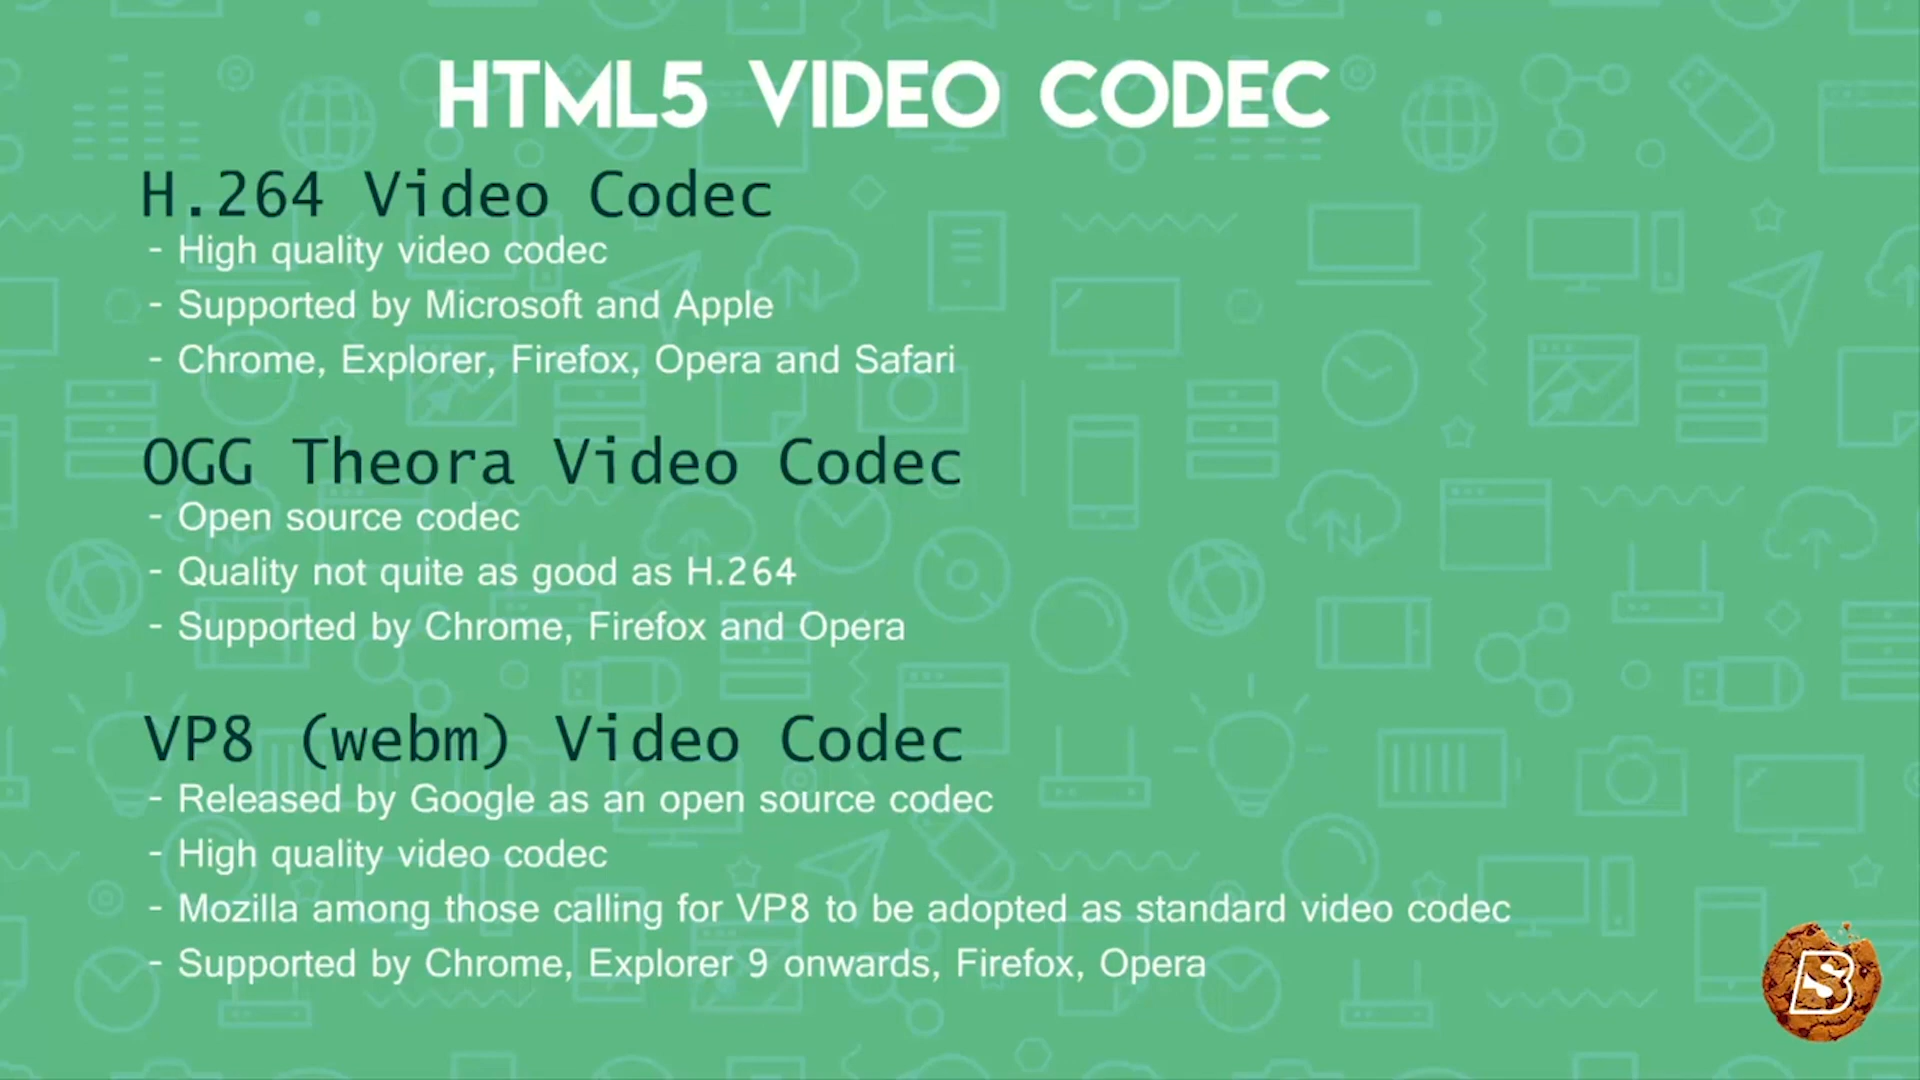 HTML5 VIDEO CODEC
H.264 Video Codec
- High quality video codec
- Supported by Microsoft and Apple
- Chrome, Explorer, Firefox, Opera and Safari
OGG Theora Video Codec
- Open source codec
- Quality not quite as good as H.264
- Supported by Chrome, Firefox and Opera
VP8 (webm) Video Codec
- Released by Google as an open source codec
- High quality video codec
- Mozilla among those calling for VP8 to be adopted as standard video codec
- Supported by Chrome, Explorer 9 onwards, Firefox, Opera